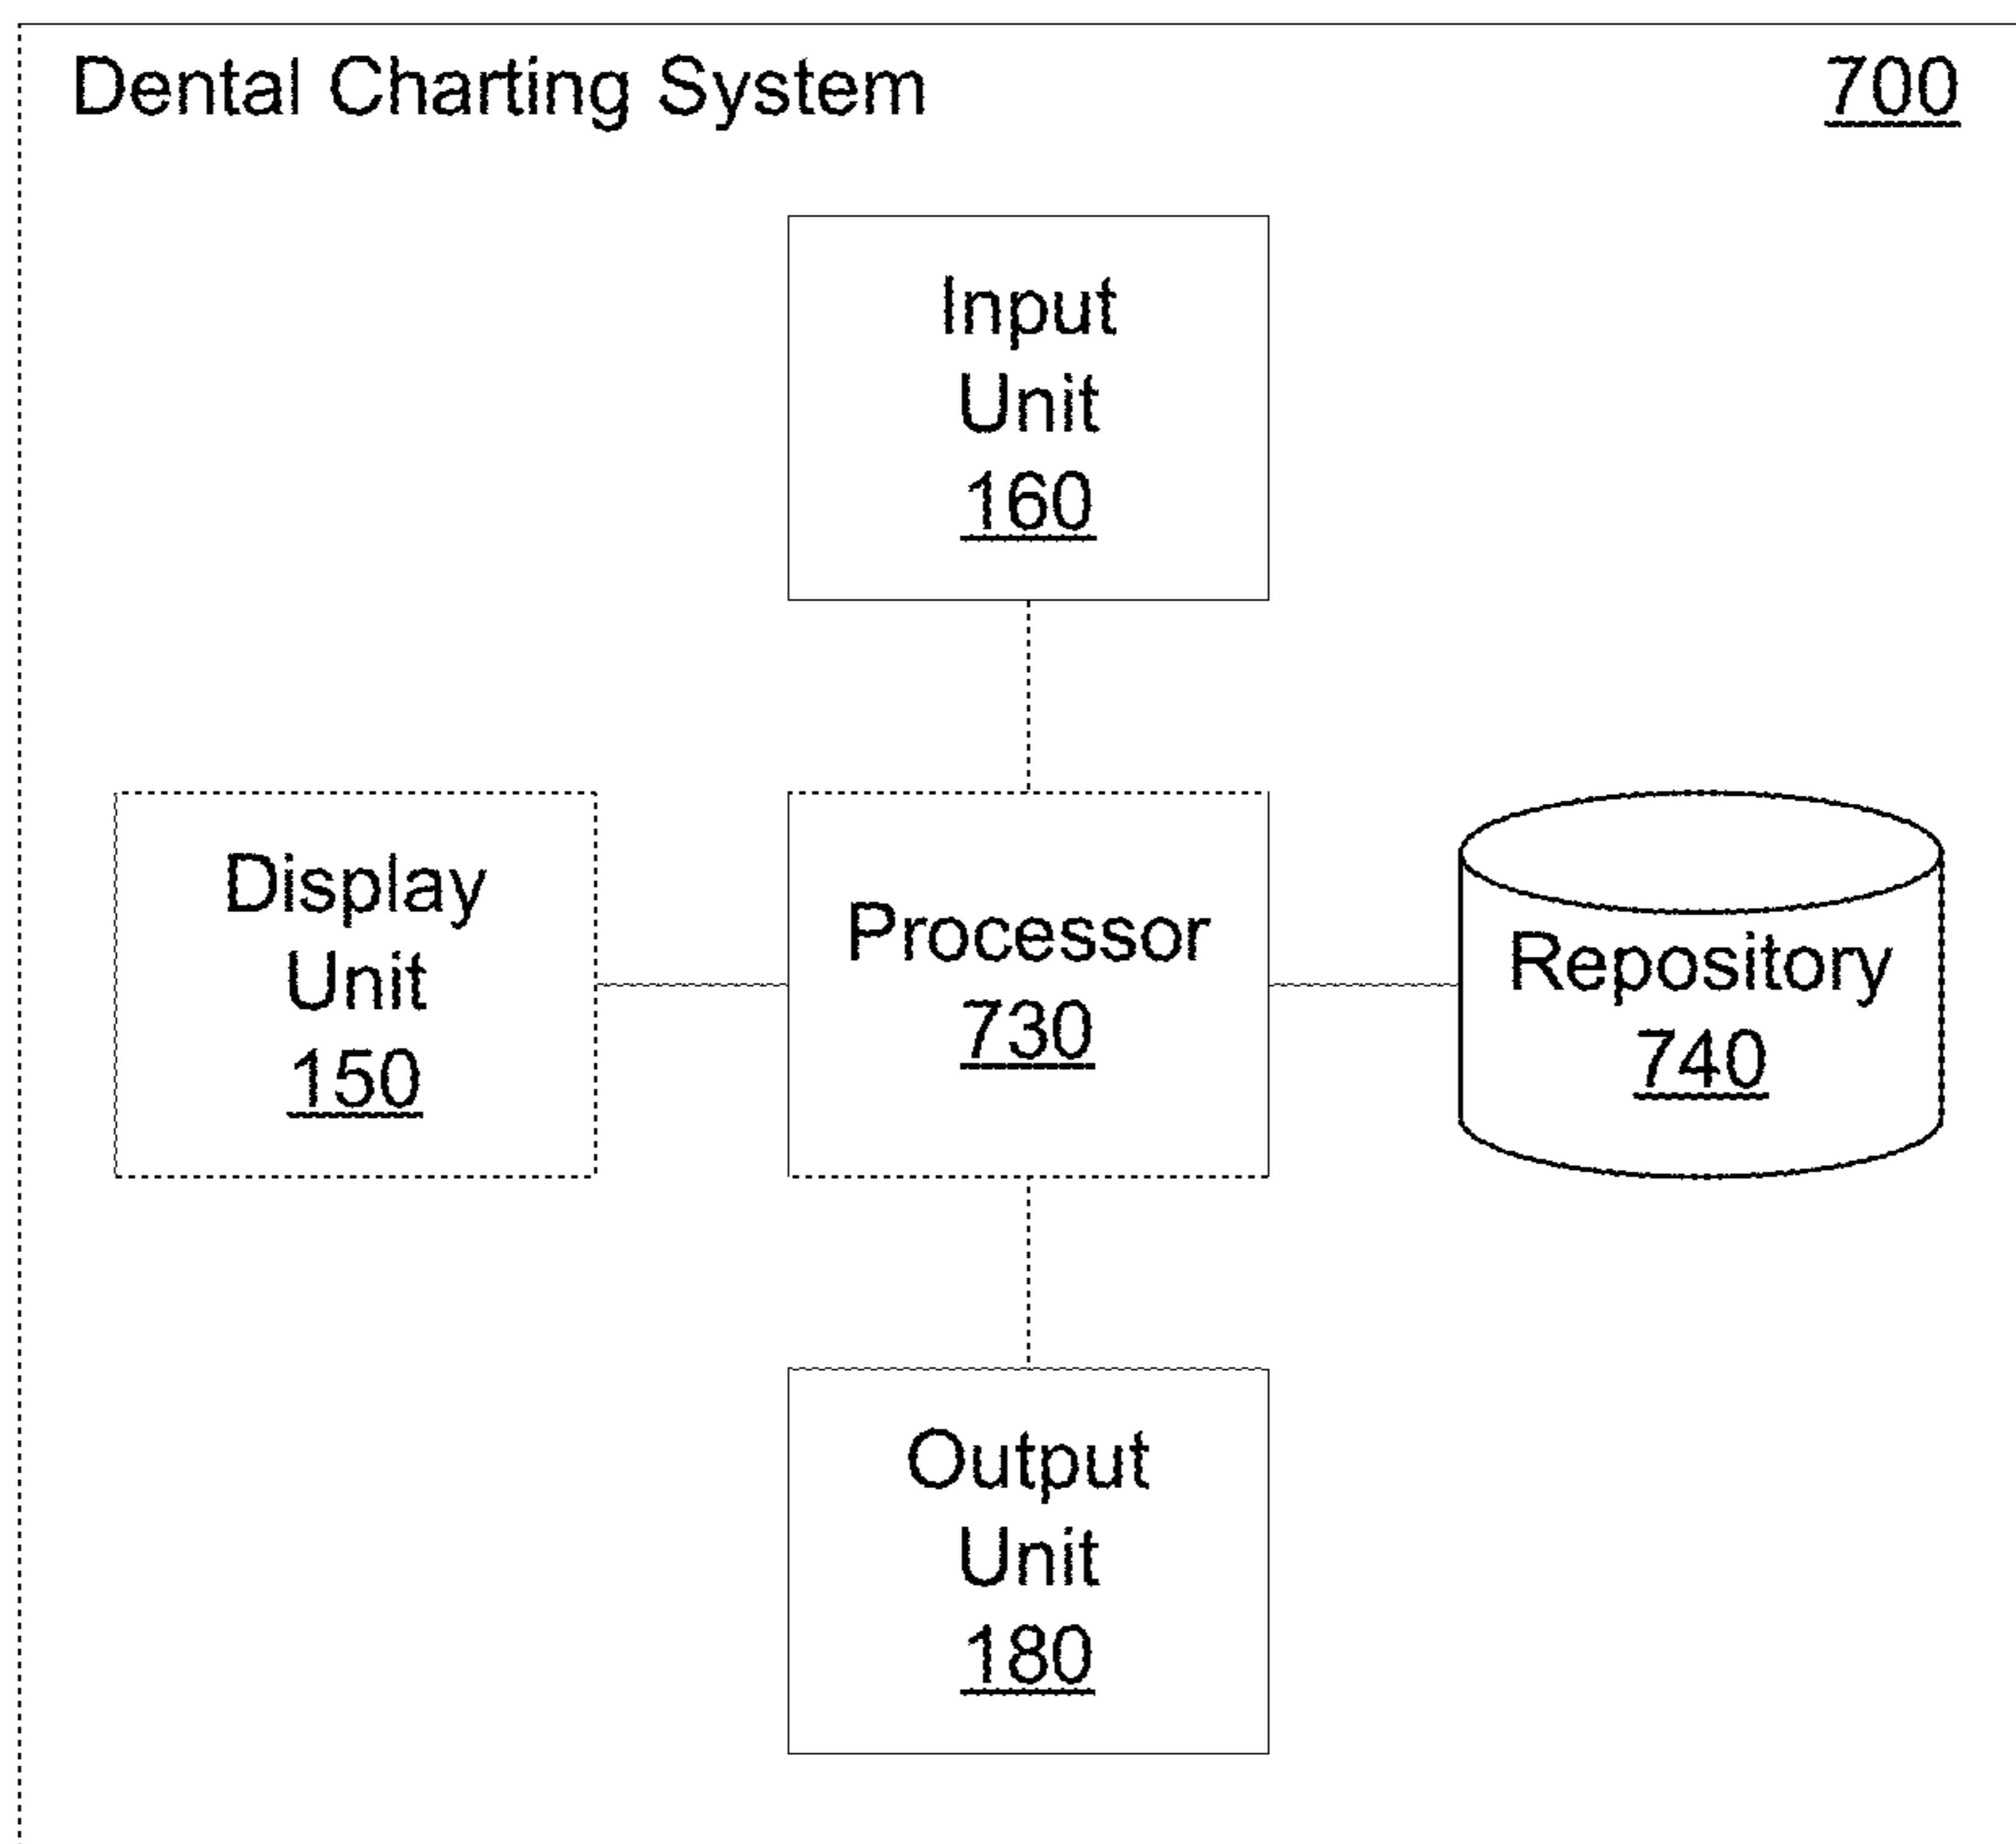 Dental Charting System 700
Input
Unit
160
Display
Unit
150
Processor
730
Repository
740
Output
Unit
180